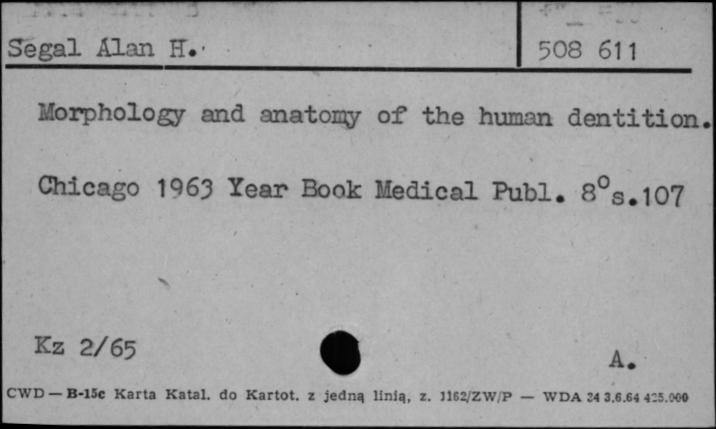 Segal Alan H.
508 611
Morphology and anatomy of the human dentition.
Chicago 1963 Year Book Medical Publ. 8°s.107
Kz 2/65
A.
CWD — B-15c Karta Katal. do Kartot. z jedną linią, z. 1162/ZW/P — WDA 24 3.6.64 425.000